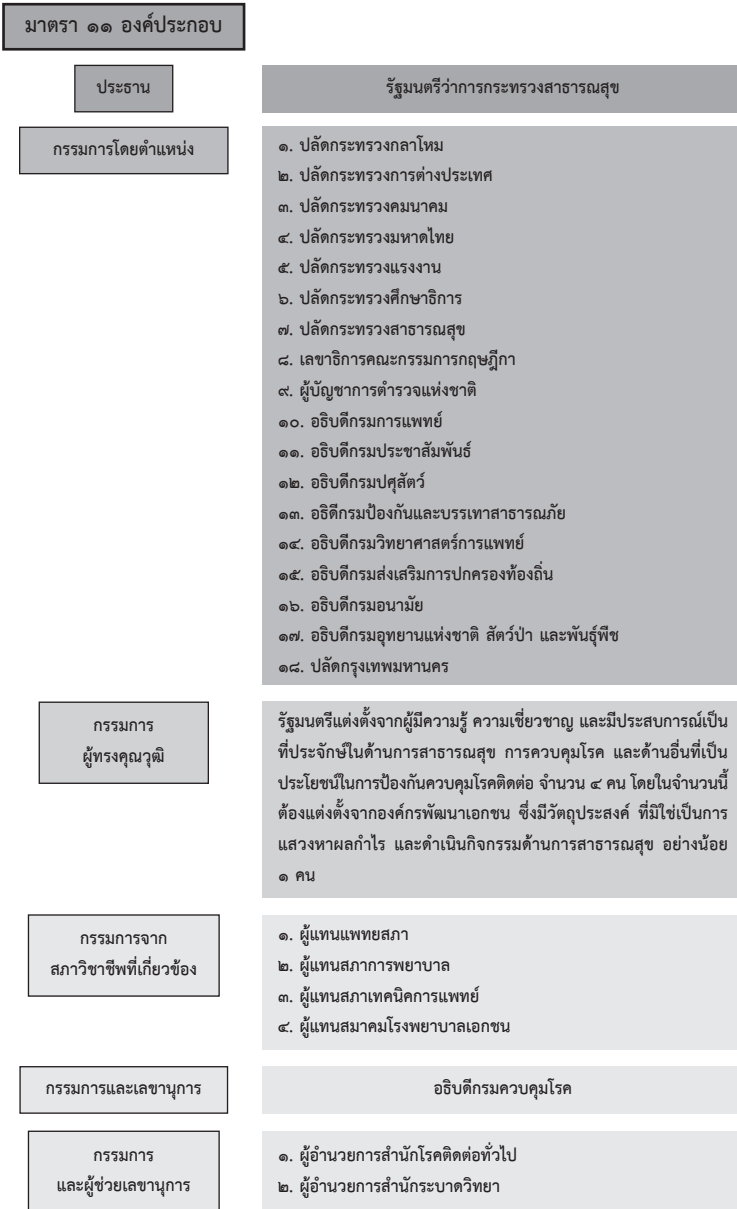 มาตรา ๑๑ องค์ประกอบ
ประธาน
รัฐมนตรีว่าการกระทรวงสาธารณสุข
กรรมการโดยตำแหน่ง
๑. ปลัดกระทรวงกลาโหม
๒. ปลัดกระทรวงการต่างประเทศ
๓. ปลัดกระทรวงคมนาคม
๔. ปลัดกระทรวงมหาดไทย
๕. ปลัดกระทรวงแรงงาน
๖. ปลัดกระทรวงศึกษาธิการ
๗. ปลัดกระทรวงสาธารณสุข
๘. เลขาธิการคณะกรรมการกฤษฎีกา
๙. ผู้บัญชาการตำรวจแห่งชาติ
๑๐. อธิบดีกรมการแพทย์
๑๑. อธิบดีกรมประชาสัมพันธ์
๑๒. อธิบดีกรมปศุสัตว์
๑๓. อธิดีกรมป้องกันและบรรเทาสาธารณภัย
๑๔. อธิบดีกรมวิทยาศาสตร์การแพทย์
๑๕. อธิบดีกรมส่งเสริมการปกครองท้องถิ่น
๑๖. อธิบดีกรมอนามัย
๑๗. อธิบดีกรมอุทยานแห่งชาติ สัตว์ป่า และพันธุ์พืช
๑๘. ปลัดกรุงเทพมหานคร
กรรมการ
ผู้ทรงคุณวุฒิ
รัฐมนตรีแต่งตั้งจากผู้มีความรู้ ความเชี่ยวชาญ และมีประสบการณ์เป็น
ที่ประจักษ์ในด้านการสาธารณสุข การควบคุมโรค และด้านอื่นที่เป็น
ประโยชน์ในการป้องกันควบคุมโรคติดต่อ จำนวน ๔ คน โดยในจำนวนนี้
ต้องแต่งตั้งจากองค์กรพัฒนาเอกชน ซึ่งมีวัตถุประสงค์ ที่มิใช่เป็นการ
แสวงหาผลกำไร และดำเนินกิจกรรมด้านการสาธารณสุข อย่างน้อย
๑ คน
กรรมการจาก
สภาวิชาชีพที่เกี่ยวข้อง
๑. ผู้แทนแพทยสภา
๒. ผู้แทนสภาการพยาบาล
๓. ผู้แทนสภาเทคนิคการแพทย์
๔. ผู้แทนสมาคมโรงพยาบาลเอกชน
กรรมการและเลขานุการ
อธิบดีกรมควบคุมโรค
กรรมการ
และผู้ช่วยเลขานุการ
๑. ผู้อำนวยการสำนักโรคติดต่อทั่วไป
๒. ผู้อำนวยการสำนักระบาดวิทยา